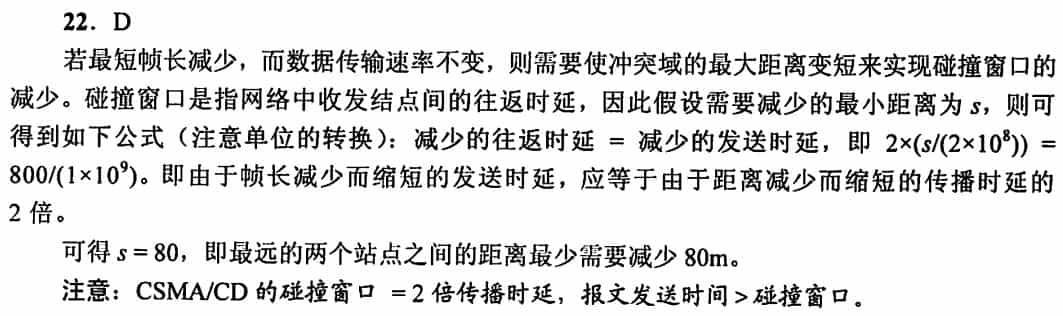 22．D
若最短帧长减少，而数据传输速率不变，则需要使冲突域的最大距离变短来实现碰撞窗口的
减少。碰撞窗口是指网络中收发结点间的往返时延，因此假设需要减少的最小距离为 s，则可
得到如下公式（注意单位的转换）：减少的往返时延 = 减少的发送时延，即 2×(s/(2×10⁸)) =
800/(1×10⁹)。即由于帧长减少而缩短的发送时延，应等于由于距离减少而缩短的传播时延的
2 倍。
可得 s = 80，即最远的两个站点之间的距离最少需要减少 80m。
注意：CSMA/CD 的碰撞窗口 = 2 倍传播时延，报文发送时间 > 碰撞窗口。